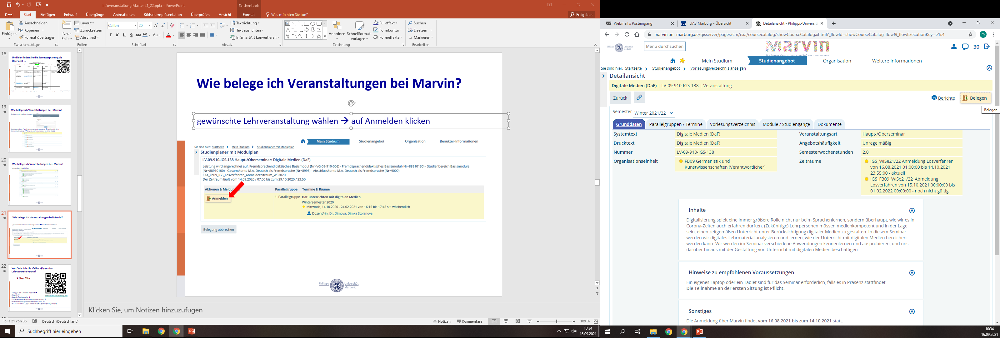 Infoveranstaltung Master 21_22.pptx - PowerPoint
Zeichentools
Datei Start Einfügen Entwurf Übergänge Animationen Bildschirmpräsentation Überprüfen Ansicht Format Was möchten Sie tun? Freigeben
Einfügen
Ausschneiden
Kopieren
Format übertragen
Zwischenablage
Neue
Folie
Layout
Zurücksetzen
Abschnitt
Folien
Calibri 20
F K U S abc AV Aa A
Schriftart
Textrichtung
Text ausrichten
In SmartArt konvertieren
Absatz
Anordnen
Schnellformat-
vorlagen
Fülleffekt
Formkontur
Formeffekte
Zeichnung
Suchen
Ersetzen
Markieren
Bearbeiten
18
Und hier finden Sie die Semesterplanung als
Übersicht ...
19
Wie belege ich Veranstaltungen bei Marvin?
20
Wie belege ich Veranstaltungen bei Marvin?
21
Wie belege ich Veranstaltungen bei Marvin?
gewünschte Lehrveranstaltung wählen → auf Anmelden klicken
22
Wo finde ich die Online-Kurse der
Lehrveranstaltungen?
→ über Ilias
Wie belege ich Veranstaltungen bei Marvin?
gewünschte Lehrveranstaltung wählen → auf Anmelden klicken
Mein Studium Studienangebot Organisation Benutzer-Informationen
Sie sind hier: Startseite Mein Studium Studienplaner mit Modulplan
Studienplaner mit Modulplan
LV-09-910-IGS-138 Haupt-/Oberseminar: Digitale Medien (DaF)
Leistung wird angerechnet auf: Fremdsprachendidaktisches Basismodul (Nr=VG-09-910-006) - Fremdsprachendidaktisches Basismodul (Nr=88910130) - Studienbereich Basismodule
(Nr=88910100) - Gesamtkonto M.A. Deutsch als Fremdsprache (Nr=8998) - Abschlusskonto M.A. Deutsch als Fremdsprache (Nr=9000)
EXA_Fb09_IGS_Losverfahren_Anmeldezeitraum_WS2020:
Der Zeitraum läuft vom 14.09.2020 / 07:00 bis zum 29.10.2020 / 23:50
Aktionen & Meldun Parallelgruppe Termine & Räume
Anmelden
1. Parallelgruppe DaF unterrichten mit digitalen Medien
Wintersemester 2020
Mittwoch, 14.10.2020 - 24.02.2021 von 16:15 bis 17:45 s.t. wöchentlich
Dozent/-in: Dr. Dimova, Dimka Stoianova
Belegung abbrechen
Philipps Universität
Marburg
Klicken Sie, um Notizen hinzuzufügen
Folie 21 von 36 Deutsch (Deutschland) Notizen Kommentare 109 %
Suchbegriff hier eingeben
10:34
16.09.2021
Webmail :: Posteingang
ILIAS Marburg - Übersicht
Detailansicht - Philipps-Universit
marvin.uni-marburg.de/qisserver/pages/cm/exa/coursecatalog/showCourseCatalog.xhtml?_flowId=showCourseCatalog-flow&_flowExecutionKey=e1s4
m
Philipps Universität
Marburg
Menü durchsuchen
Marvin
30
Mein Studium Studienangebot Organisation Weitere Informationen
Sie sind hier: Startseite Studienangebot Vorlesungsverzeichnis anzeigen
Detailansicht
Digitale Medien (DaF) | LV-09-910-IGS-138 | Veranstaltung
Zurück
Berichte
Belegen
Belegen
Semester Winter 2021/22
Grunddaten Parallelgruppen / Termine Vorlesungsverzeichnis Module / Studiengänge Dokumente
Systemtext Digitale Medien (DaF)
Drucktext Digitale Medien (DaF)
Nummer LV-09-910-IGS-138
Organisationseinheit FB09 Germanistik und
Kunstwissenschaften (Verantwortlicher)
Veranstaltungsart Haupt-/Oberseminar
Angebotshäufigkeit Unregelmäßig
Semesterwochenstunden 2.0
Zeiträume IGS_WiSe21/22 Anmeldung Losverfahren
von 16.08.2021 01:00:00 bis 14.10.2021
23:55:00 - aktuell
IGS_FB09_WiSe21/22_Abmeldung
Losverfahren von 15.10.2021 00:00:00 bis
01.02.2022 00:00:00 - noch nicht gültig
Inhalte
Digitalisierung spielt eine immer größere Rolle nicht nur beim Sprachenlernen, sondern überhaupt, wie wir es in
Corona-Zeiten auch erfahren durften. (Zukünftige) Lehrpersonen müssen medienkompetent und in der Lage
sein, einen zeitgemäßen Unterricht unter Berücksichtigung digitaler Medien zu gestalten. In diesem Seminar
werden wir digitales Lehrmaterial analysieren und lernen, wie der Unterricht mit digitalen Medien bereichert
werden kann. Wir werden im Seminar verschiedene Anwendungen kennenlernen und ausprobieren, und uns
darüber hinaus mit der Gestaltung von Unterricht mit digitalen Medien beschäftigen.
Hinweise zu empfohlenen Voraussetzungen
Ein eigenes Laptop oder ein Tablet sind für das Seminar erforderlich, falls es in Präsenz stattfindet.
Die Teilnahme an der ersten Sitzung ist Pflicht.
Sonstiges
Die Anmeldung über Marvin findet vom 16.08.2021 bis zum 14.10.2021 statt.
10:34
16.09.2021